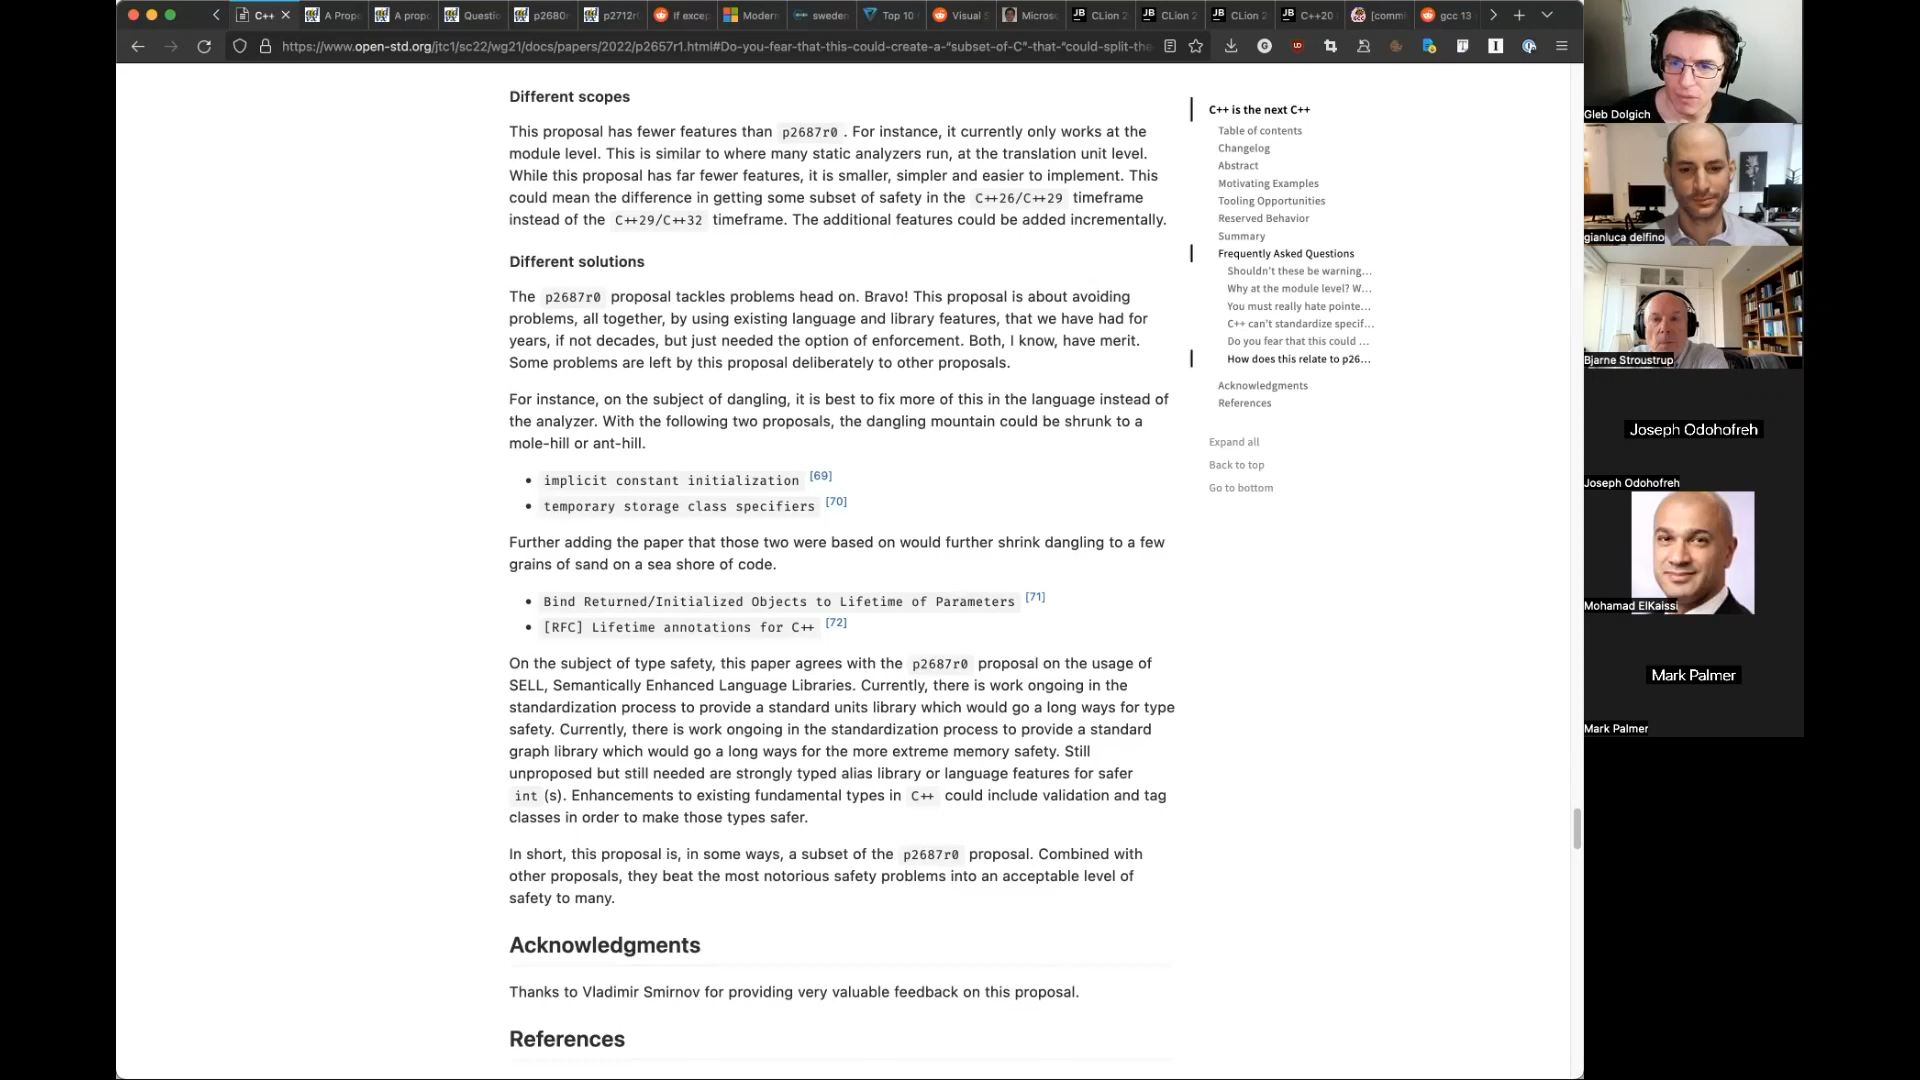 C++
A Prop
A propo
Questio
p2680r
p2712r
If excep
Modern
sweden
Top 10
Visual S
Microso
CLion 2
CLion 2
CLion 2
C++20
[commi
gcc 13
https://www.open-std.org/jtc1/sc22/wg21/docs/papers/2022/p2657r1.html#Do-you-fear-that-this-could-create-a-“subset-of-C”-that-“could-split-the-
Different scopes
This proposal has fewer features than p2687r0 . For instance, it currently only works at the
module level. This is similar to where many static analyzers run, at the translation unit level.
While this proposal has far fewer features, it is smaller, simpler and easier to implement. This
could mean the difference in getting some subset of safety in the C++26/C++29 timeframe
instead of the C++29/C++32 timeframe. The additional features could be added incrementally.
Different solutions
The p2687r0 proposal tackles problems head on. Bravo! This proposal is about avoiding
problems, all together, by using existing language and library features, that we have had for
years, if not decades, but just needed the option of enforcement. Both, I know, have merit.
Some problems are left by this proposal deliberately to other proposals.
For instance, on the subject of dangling, it is best to fix more of this in the language instead of
the analyzer. With the following two proposals, the dangling mountain could be shrunk to a
mole-hill or ant-hill.
• implicit constant initialization [69]
• temporary storage class specifiers [70]
Further adding the paper that those two were based on would further shrink dangling to a few
grains of sand on a sea shore of code.
• Bind Returned/Initialized Objects to Lifetime of Parameters [71]
• [RFC] Lifetime annotations for C++ [72]
On the subject of type safety, this paper agrees with the p2687r0 proposal on the usage of
SELL, Semantically Enhanced Language Libraries. Currently, there is work ongoing in the
standardization process to provide a standard units library which would go a long ways for type
safety. Currently, there is work ongoing in the standardization process to provide a standard
graph library which would go a long ways for the more extreme memory safety. Still
unproposed but still needed are strongly typed alias library or language features for safer
int (s). Enhancements to existing fundamental types in C++ could include validation and tag
classes in order to make those types safer.
In short, this proposal is, in some ways, a subset of the p2687r0 proposal. Combined with
other proposals, they beat the most notorious safety problems into an acceptable level of
safety to many.
Acknowledgments
Thanks to Vladimir Smirnov for providing very valuable feedback on this proposal.
References
C++ is the next C++
Table of contents
Changelog
Abstract
Motivating Examples
Tooling Opportunities
Reserved Behavior
Summary
Frequently Asked Questions
Shouldn’t these be warning...
Why at the module level? W...
You must really hate pointe...
C++ can’t standardize specif...
Do you fear that this could ...
How does this relate to p26...
Acknowledgments
References
Expand all
Back to top
Go to bottom
Gleb Dolgich
gianluca delfino
Bjarne Stroustrup
Joseph Odohofreh
Joseph Odohofreh
Mohamad ElKaissi
Mark Palmer
Mark Palmer